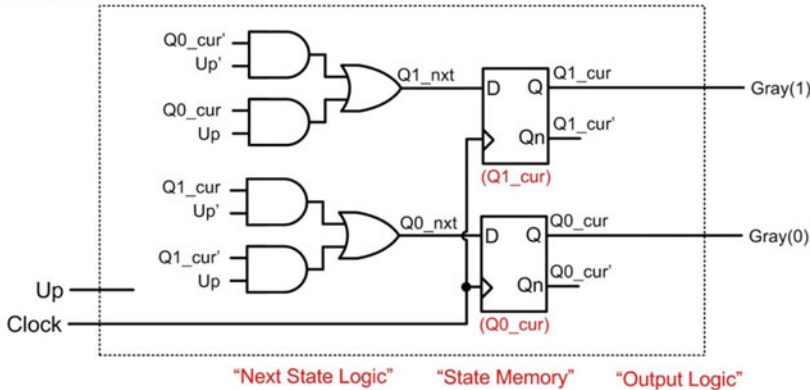 Q0_cur'
Up'
Q0_cur
Up
Q1_nxt
D
Q
Qn
Q1_cur
Q1_cur'
(Q1_cur)
Gray(1)
Q1_cur
Up'
Q1_cur'
Up
Q0_nxt
D
Q
Qn
Q0_cur
Q0_cur'
(Q0_cur)
Gray(0)
Up
Clock
“Next State Logic”
“State Memory”
“Output Logic”